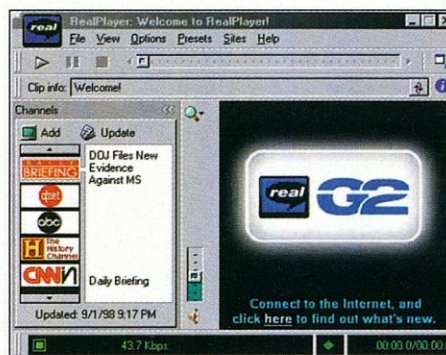 real RealPlayer: Welcome to RealPlayer!
File View Options Presets Sites Help
Clip info: Welcome!
Channels
Add Update
DAILY
BRIEFING
DOJ Files New
Evidence
Against MS
abc
The
History
Channel
CNN
Daily Briefing
Updated: 9/1/98 9:17 PM
real G2
Connect to the Internet, and
click here to find out what's new.
43.7 Kbps 00:00.0/00:00.